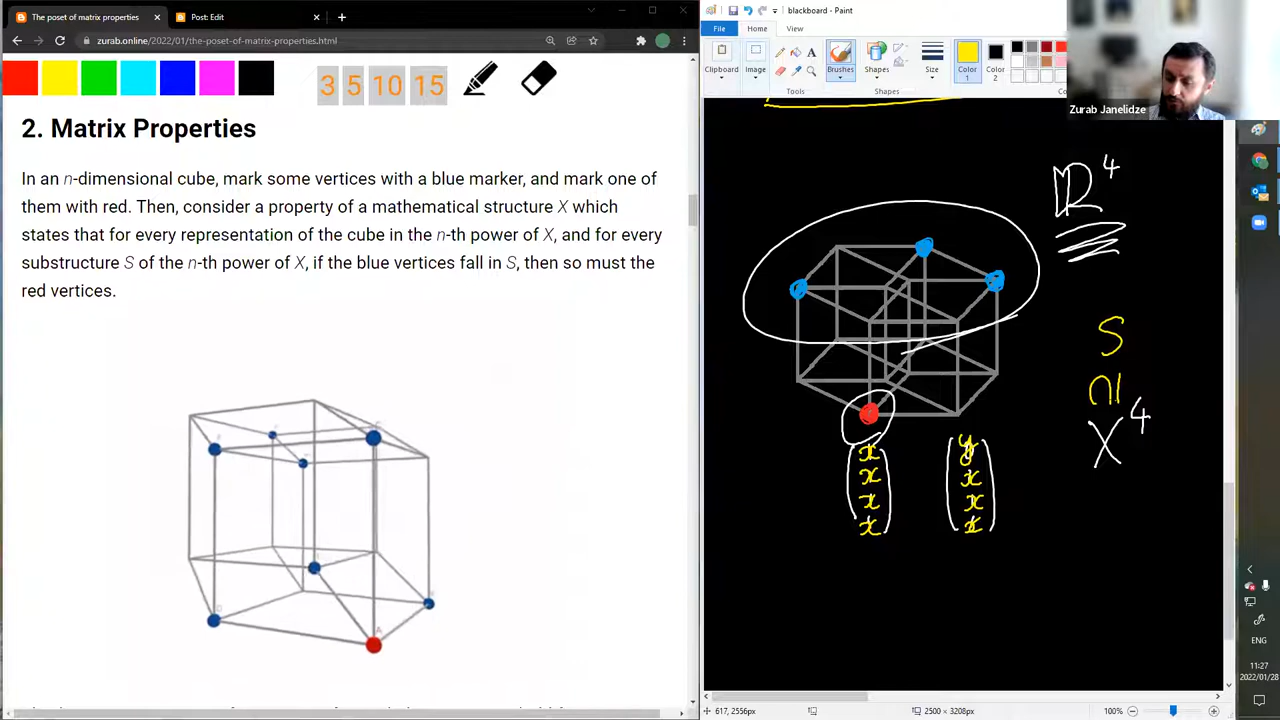 The poset of matrix properties
Post: Edit
zurab.online/2022/01/the-poset-of-matrix-properties.html
3 5 10 15
2. Matrix Properties
In an n-dimensional cube, mark some vertices with a blue marker, and mark one of
them with red. Then, consider a property of a mathematical structure X which
states that for every representation of the cube in the n-th power of X, and for every
substructure S of the n-th power of X, if the blue vertices fall in S, then so must the
red vertices.
A
blackboard - Paint
File Home View
Clipboard
Image
Tools
Brushes
Shapes
Shapes
Size
Color
1
Color
2
Zurab Janelidze
ℝ⁴
S
X⁴
x y
x x
x x
x x
617, 2556px
2500 × 3208px
100%
ENG
11:27
2022/01/28